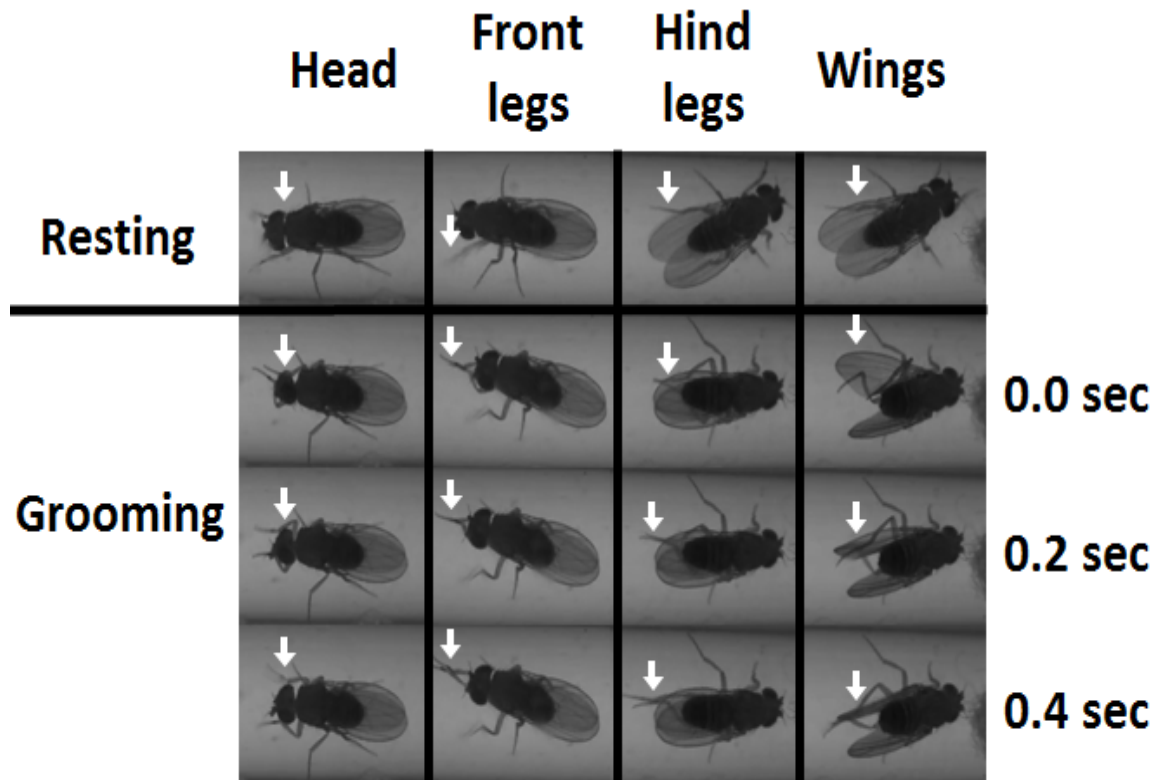 Head
Front
legs
Hind
legs
Wings
Resting
Grooming
0.0 sec
0.2 sec
0.4 sec